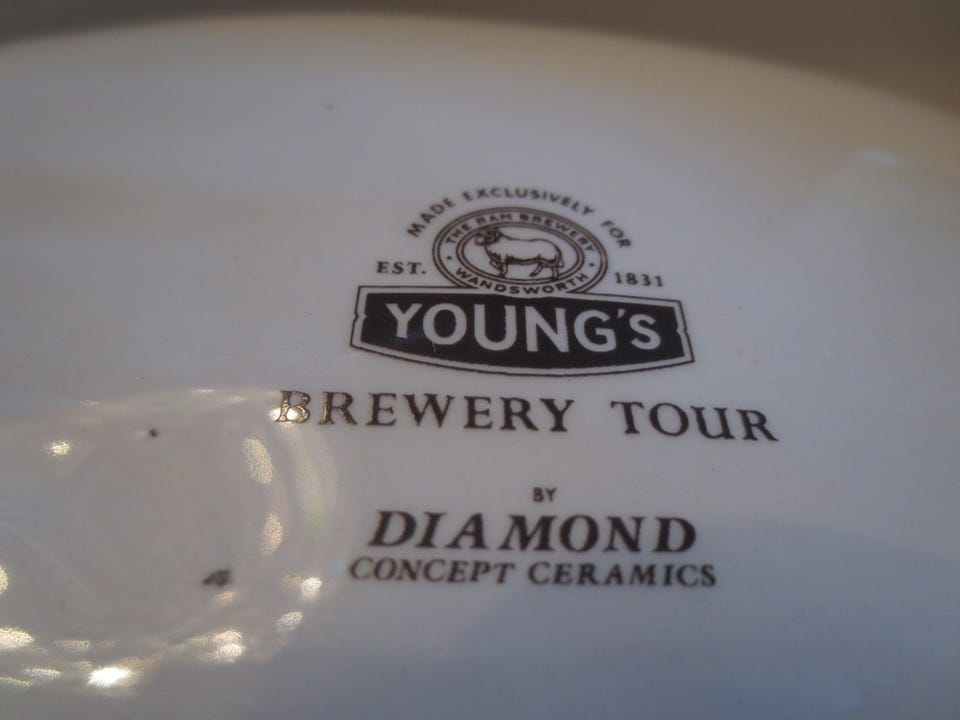 MADE EXCLUSIVELY FOR
THE RAM BREWERY
WANDSWORTH
EST. 1831
YOUNG'S
BREWERY TOUR
BY
DIAMOND
CONCEPT CERAMICS